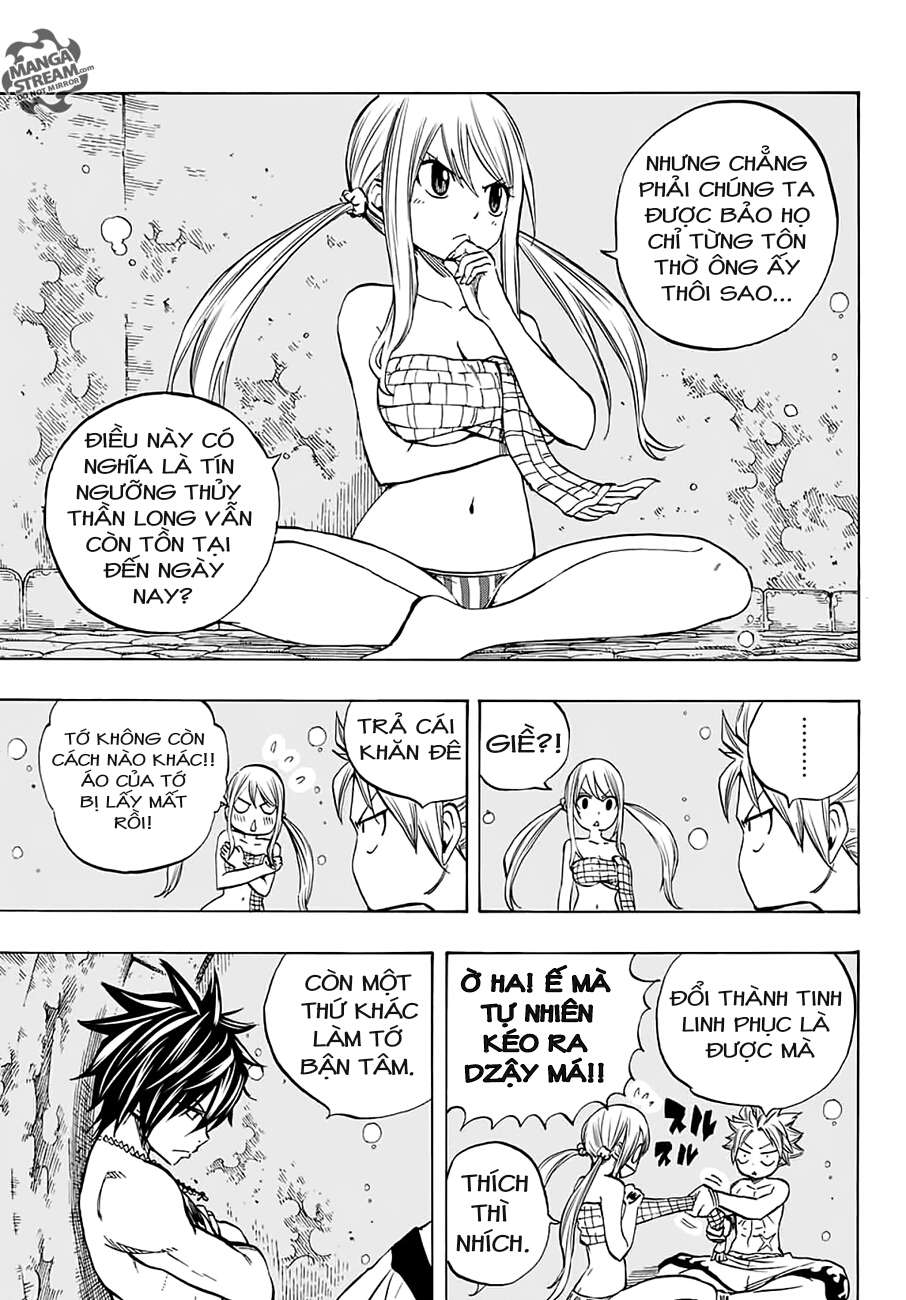 MANGA
STREAM.com
DO NOT MIRROR
NHƯNG CHẲNG
PHẢI CHÚNG TA
ĐƯỢC BẢO HỌ
CHỈ TỪNG TÔN
THỜ ÔNG ẤY
THÔI SAO...
ĐIỀU NÀY CÓ
NGHĨA LÀ TÍN
NGƯỠNG THỦY
THẦN LONG VẪN
CÒN TỒN TẠI
ĐẾN NGÀY
NAY?
.......
GIỀ?!
TRẢ CÁI
KHĂN ĐÊ
TỚ KHÔNG CÒN
CÁCH NÀO KHÁC!!
ÁO CỦA TỚ
BỊ LẤY MẤT
RỒI!
ĐỔI THÀNH TINH
LINH PHỤC LÀ
ĐƯỢC MÀ
Ờ HA! Ế MÀ
TỰ NHIÊN
KÉO RA
DZẬY MÁ!!
スル
スル
THÍCH
THÌ
NHÍCH.
CÒN MỘT
THỨ KHÁC
LÀM TỚ
BẬN TÂM.